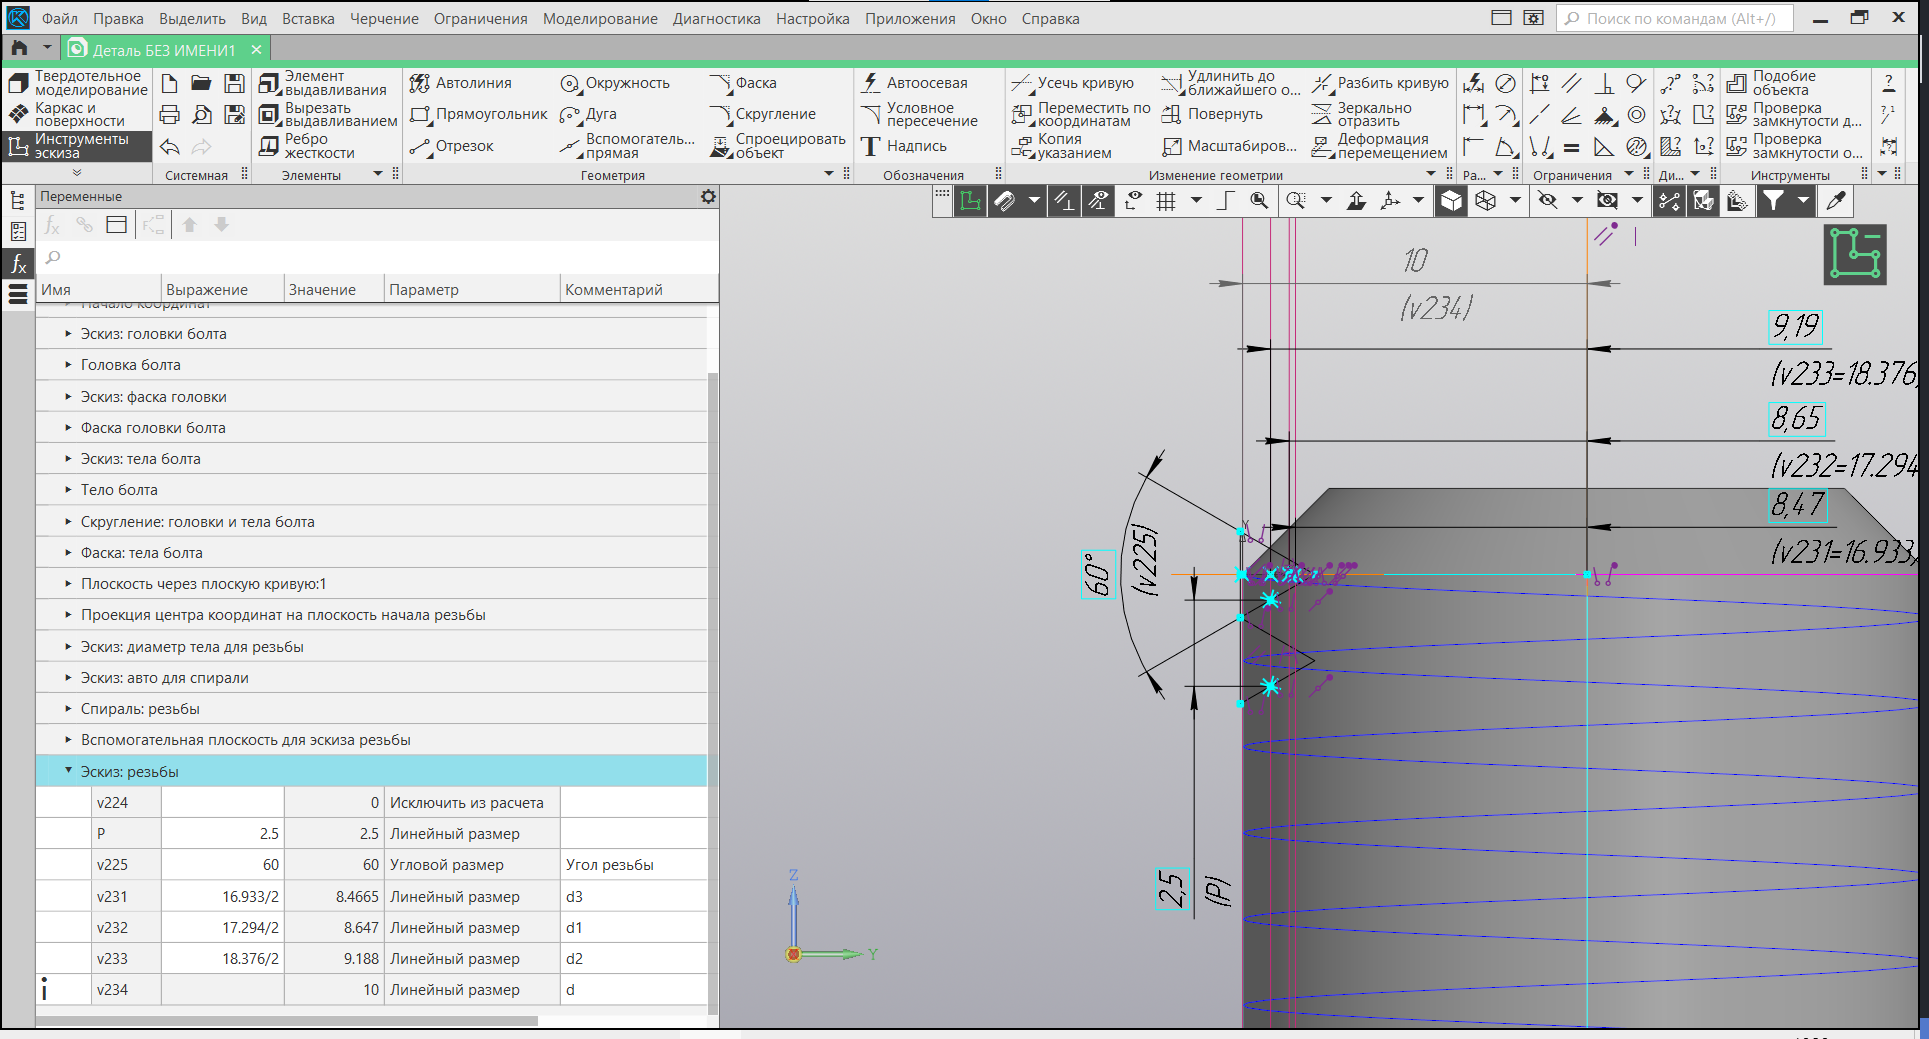 Файл Правка Выделить Вид Вставка Черчение Ограничения Моделирование Диагностика Настройка Приложения Окно Справка Поиск по командам (Alt+/)
Деталь БЕЗ ИМЕНИ1
Твердотельное моделирование
Каркас и поверхности
Инструменты эскиза
Системная
Элемент выдавливания
Вырезать выдавливанием
Ребро жесткости
Элементы
Автолиния
Прямоугольник
Отрезок
Окружность
Дуга
Вспомогатель... прямая
Фаска
Скругление
Спроецировать объект
Геометрия
Автоосевая
Условное пересечение
Надпись
Обозначения
Усечь кривую
Переместить по координатам
Копия указанием
Удлинить до ближайшего о...
Повернуть
Масштабиров...
Разбить кривую
Зеркально отразить
Деформация перемещением
Изменение геометрии
Ра...
Ограничения
Ди...
Подобие объекта
Проверка замкнутости д...
Проверка замкнутости о...
Инструменты
Переменные
Имя Выражение Значение Параметр Комментарий
Начало координат
Эскиз: головки болта
Головка болта
Эскиз: фаска головки
Фаска головки болта
Эскиз: тела болта
Тело болта
Скругление: головки и тела болта
Фаска: тела болта
Плоскость через плоскую кривую:1
Проекция центра координат на плоскость начала резьбы
Эскиз: диаметр тела для резьбы
Эскиз: авто для спирали
Спираль: резьбы
Вспомогательная плоскость для эскиза резьбы
Эскиз: резьбы
v224 0 Исключить из расчета
P 2.5 2.5 Линейный размер
v225 60 60 Угловой размер Угол резьбы
v231 16.933/2 8.4665 Линейный размер d3
v232 17.294/2 8.647 Линейный размер d1
v233 18.376/2 9.188 Линейный размер d2
v234 10 Линейный размер d
10
(v234)
9,19
(v233=18.376
8,65
(v232=17.294
8,47
(v231=16.933
60°
(v225)
2,5
(P)
Z
Y